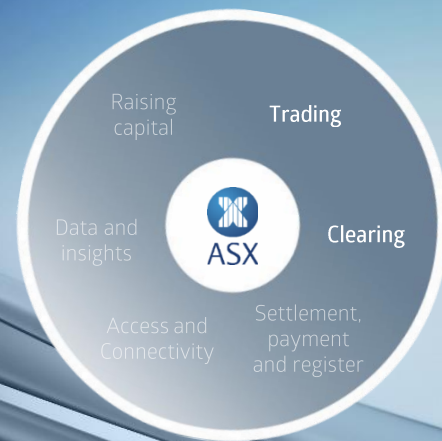 Raising
capital
Trading
Data and
insights
ASX
Clearing
Access and
Connectivity
Settlement,
payment
and register